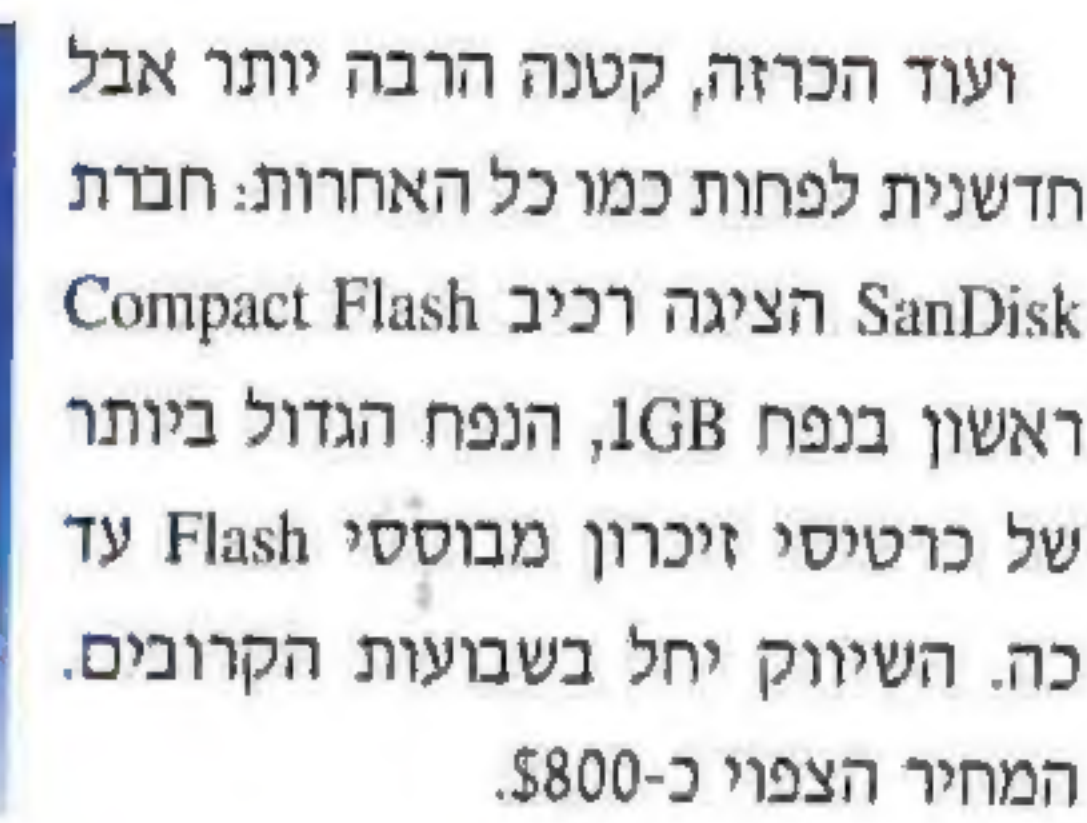 ועוד הכרזה, קטנה הרבה יותר אבל
חדשנית לפחות כמו כל האחרות: חברת
SanDisk הציגה רכיב Compact Flash
ראשון בנפח 1GB, הנפח הגדול ביותר
של כרטיסי זיכרון מבוססי Flash עד
כה. השיווק יחל בשבועות הקרובים.
המחיר הצפוי כ-800$.